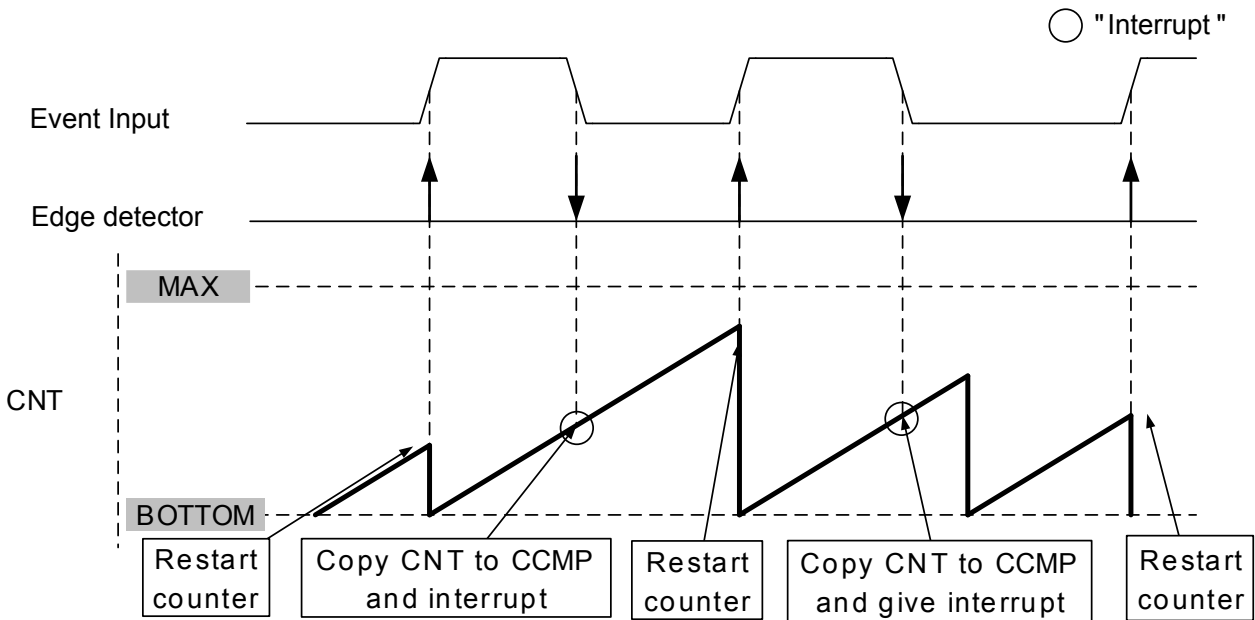 "Interrupt"
Event Input
Edge detector
MAX
CNT
BOTTOM
Restart
counter
Copy CNT to CCMP
and interrupt
Restart
counter
Copy CNT to CCMP
and give interrupt
Restart
counter